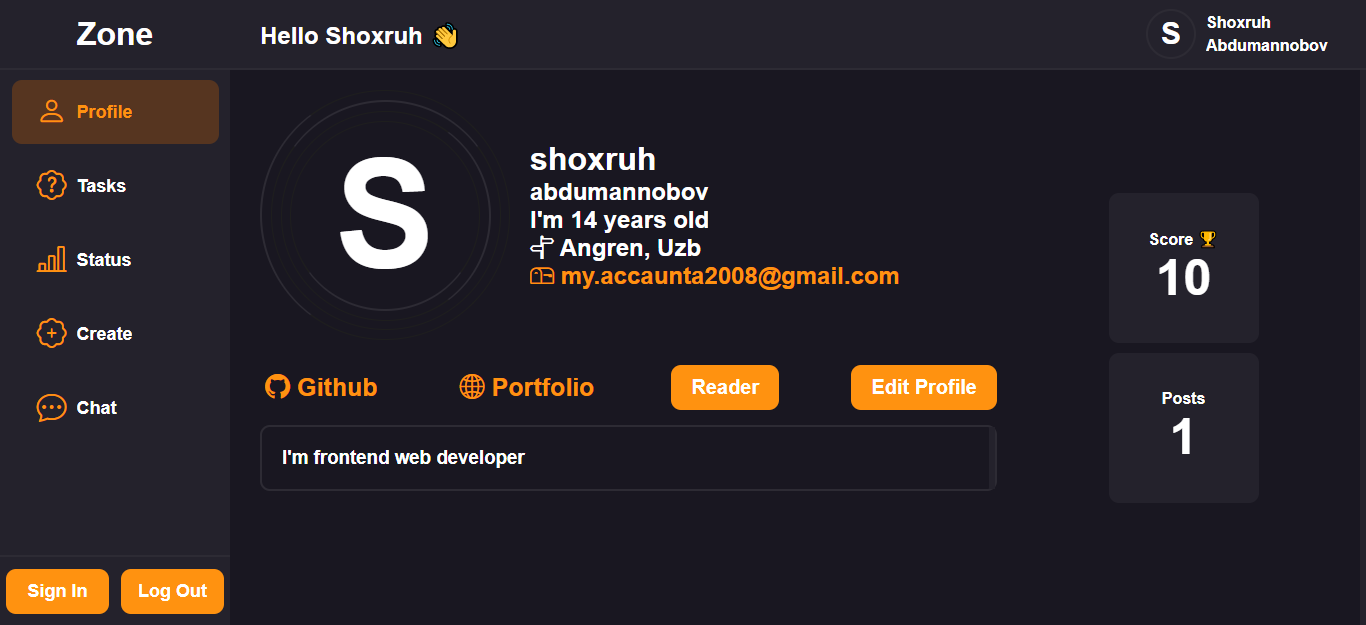 Zone
Hello Shoxruh 👋
S
Shoxruh
Abdumannobov
Profile
Tasks
Status
Create
Chat
Sign In
Log Out
S
shoxruh
abdumannobov
I'm 14 years old
Angren, Uzb
my.accaunta2008@gmail.com
Github
Portfolio
Reader
Edit Profile
I'm frontend web developer
Score 🏆
10
Posts
1